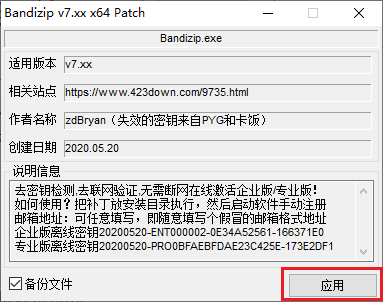 Bandizip v7.xx x64 Patch
Bandizip.exe
适用版本 v7.xx
相关站点 https://www.423down.com/9735.html
作者名称 zdBryan（失效的密钥来自PYG和卡饭）
创建日期 2020.05.20
说明信息
去密钥检测,去联网验证,无需断网在线激活企业版/专业版!
如何使用？把补丁放安装目录执行，然后启动软件手动注册
邮箱地址：可任意填写，即随意填写个假冒的邮箱格式地址
企业版离线密钥20200520-ENT000002-0E34A52561-166371E0
专业版离线密钥20200520-PRO0BFAEBFDAE23C425E-173E2DF1
备份文件
应用